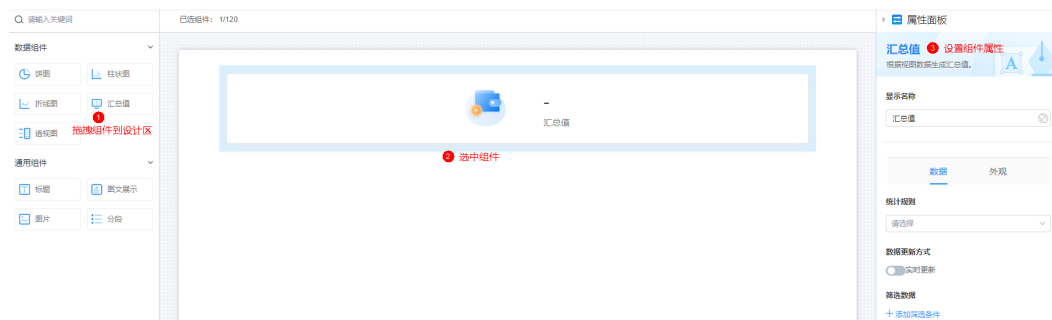 请输入关键词
数据组件
饼图
柱状图
折线图
汇总值
1
透视图
拖拽组件到设计区
通用组件
标题
图文展示
图片
分段
已选组件: 1/120
-
汇总值
2 选中组件
属性面板
汇总值 3 设置组件属性
根据视图数据生成汇总值。
A
显示名称
汇总值
数据
外观
统计规则
请选择
数据更新方式
实时更新
筛选数据
+ 添加筛选条件